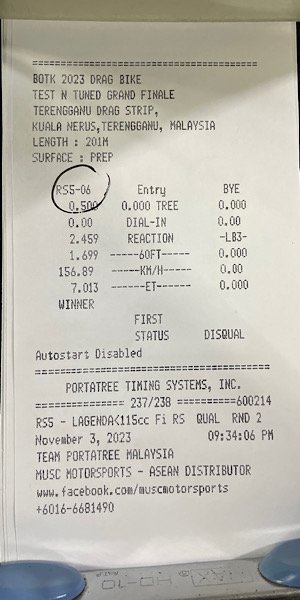 =========================================
BOTK 2023 DRAG BIKE
TEST N TUNED GRAND FINALE
TERENGGANU DRAG STRIP,
KUALA NERUS,TERENGGANU, MALAYSIA
LENGTH : 201M
SURFACE : PREP
RS5-06 Entry BYE
0.500 0.000 TREE 0.000
0.00 DIAL-IN 0.00
2.459 REACTION -LB3-
1.699 ------60FT------ 0.000
156.89 ------KM/H------ 0.00
7.013 -------ET------- 0.000
WINNER
FIRST
STATUS DISQUAL
Autostart Disabled
=========================================
PORTATREE TIMING SYSTEMS, INC.
=============== 237/238 ==========600214
RS5 - LAGENDA<115cc Fi RS QUAL RND 2
November 3, 2023 09:34:06 PM
TEAM PORTATREE MALAYSIA
MUSC MOTORSPORTS - ASEAN DISTRIBUTOR
www.facebook.com/muscmotorsports
+6016-6681490